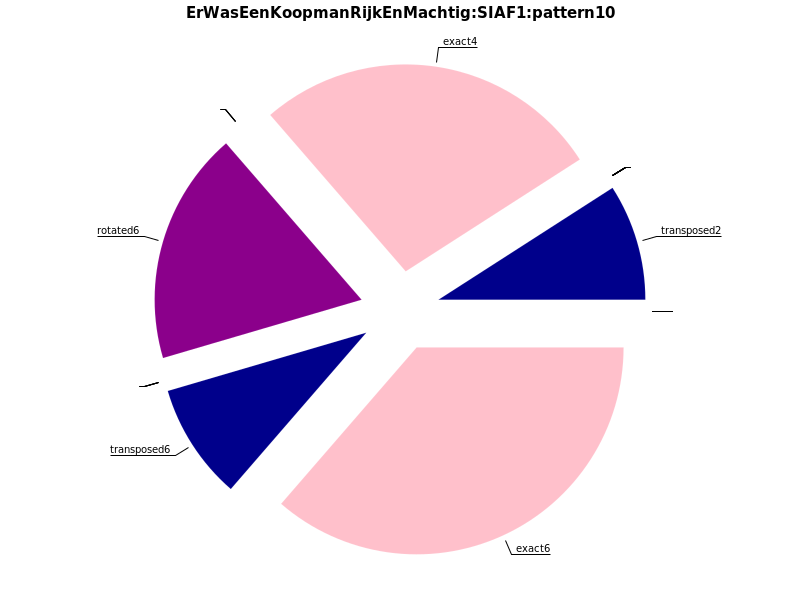 ErWasEenKoopmanRijkEnMachtig:SIAF1:pattern10
exact4
transposed2
rotated6
transposed6
exact6